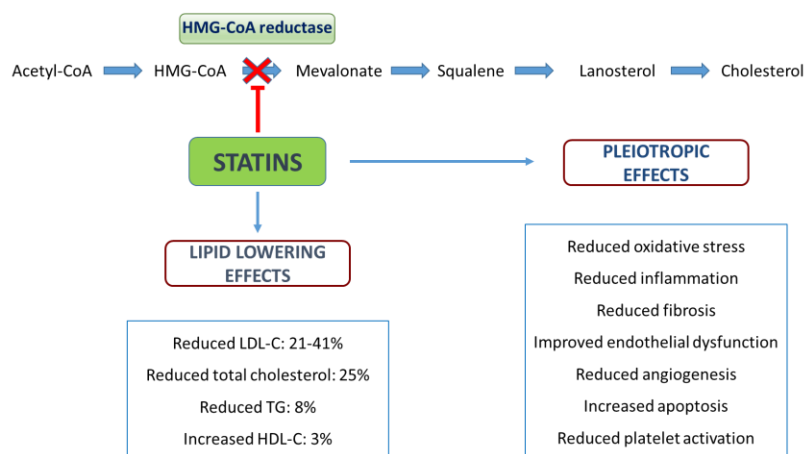 HMG-CoA reductase
Acetyl-CoA HMG-CoA Mevalonate Squalene Lanosterol Cholesterol
STATINS
PLEIOTROPIC
EFFECTS
LIPID LOWERING
EFFECTS
Reduced LDL-C: 21-41%
Reduced total cholesterol: 25%
Reduced TG: 8%
Increased HDL-C: 3%
Reduced oxidative stress
Reduced inflammation
Reduced fibrosis
Improved endothelial dysfunction
Reduced angiogenesis
Increased apoptosis
Reduced platelet activation